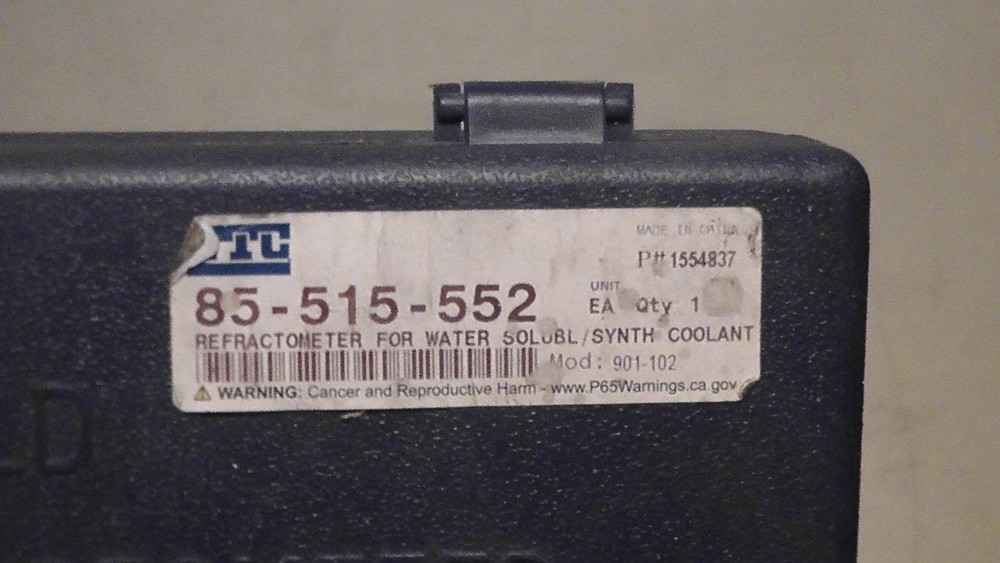 MADE IN CHINA
P# 1554837
85-515-552
UNIT
EA Qty 1
REFRACTOMETER FOR WATER SOLUBL/SYNTH COOLANT
Mod: 901-102
WARNING: Cancer and Reproductive Harm - www.P65Warnings.ca.gov
LD